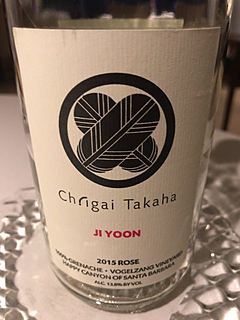 Chigai Takaha
JI YOON
2015 ROSE
100% GRENACHE • VOGELZANG VINEYARD
HAPPY CANYON OF SANTA BARBARA
ALC. 13.8% BY VOL.